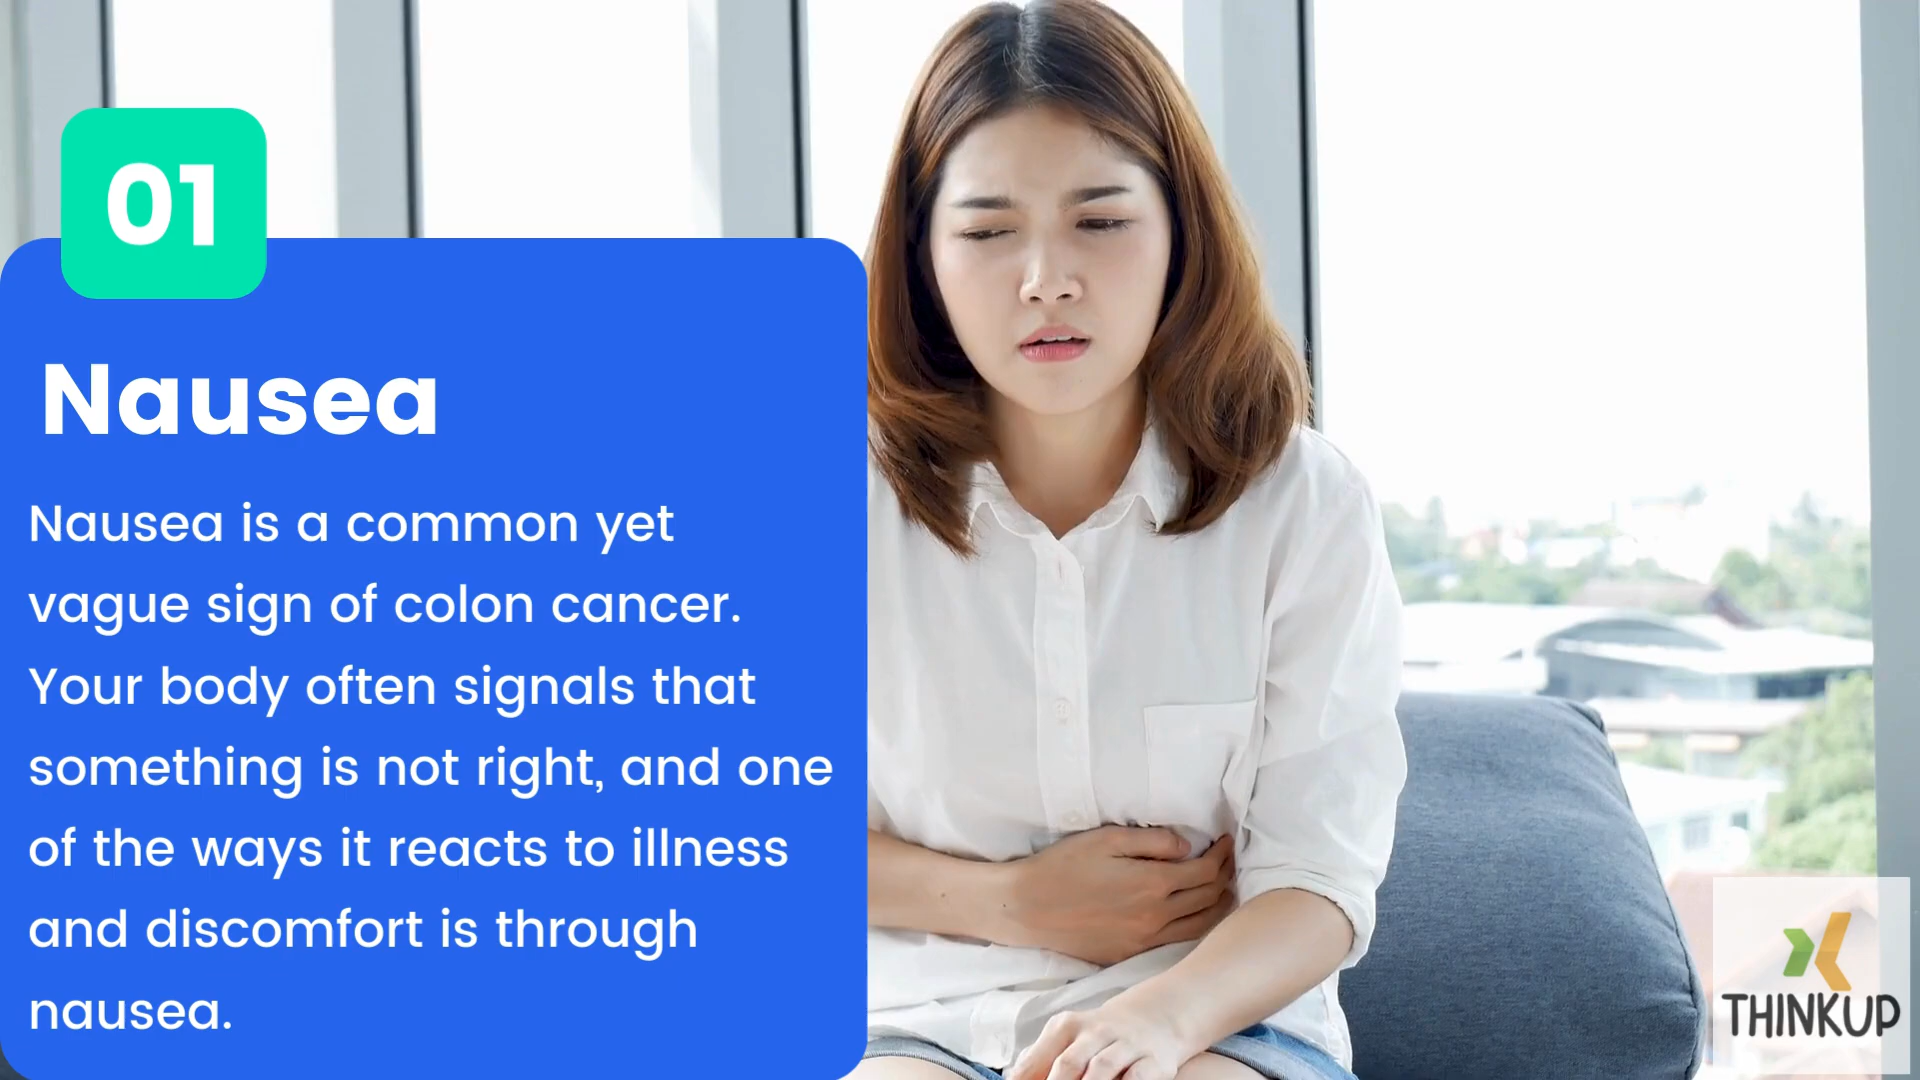 01
Nausea
Nausea is a common yet
vague sign of colon cancer.
Your body often signals that
something is not right, and one
of the ways it reacts to illness
and discomfort is through
nausea.
THINKUP